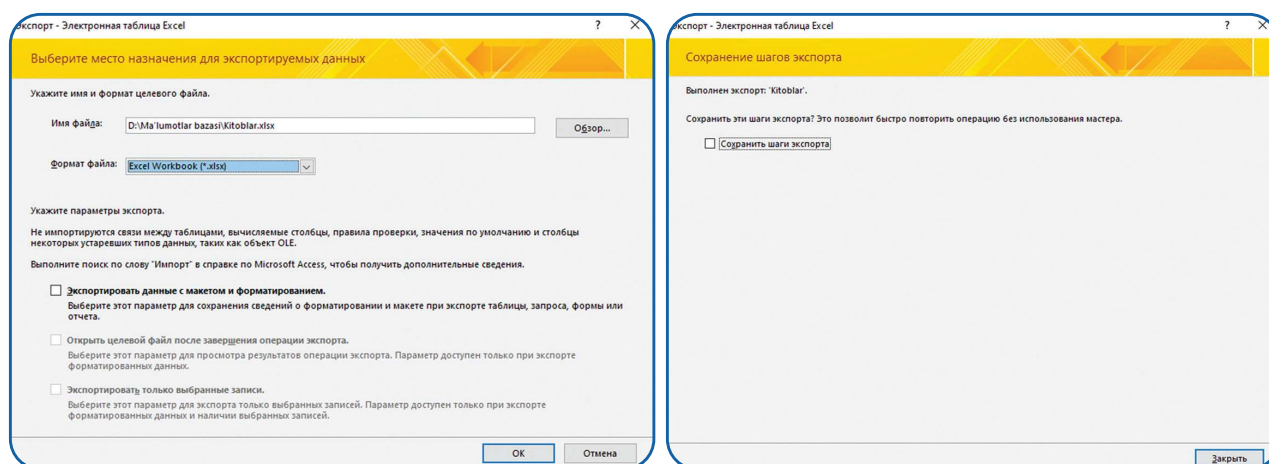 Экспорт - Электронная таблица Excel ? ×
Выберите место назначения для экспортируемых данных
Укажите имя и формат целевого файла.
Имя файла: D:\Ma'lumotlar bazasi\Kitoblar.xlsx Обзор...
Формат файла: Excel Workbook (*.xlsx)
Укажите параметры экспорта.
Не импортируются связи между таблицами, вычисляемые столбцы, правила проверки, значения по умолчанию и столбцы
некоторых устаревших типов данных, таких как объект OLE.
Выполните поиск по слову "Импорт" в справке по Microsoft Access, чтобы получить дополнительные сведения.
Экспортировать данные с макетом и форматированием.
Выберите этот параметр для сохранения сведений о форматировании и макете при экспорте таблицы, запроса, формы или
отчета.
Открыть целевой файл после завершения операции экспорта.
Выберите этот параметр для просмотра результатов операции экспорта. Параметр доступен только при экспорте
форматированных данных.
Экспортировать только выбранные записи.
Выберите этот параметр для экспорта только выбранных записей. Параметр доступен только при экспорте
форматированных данных и наличии выбранных записей.
ОК Отмена
Экспорт - Электронная таблица Excel ? ×
Сохранение шагов экспорта
Выполнен экспорт: 'Kitoblar'.
Сохранить эти шаги экспорта? Это позволит быстро повторить операцию без использования мастера.
Сохранить шаги экспорта
Закрыть